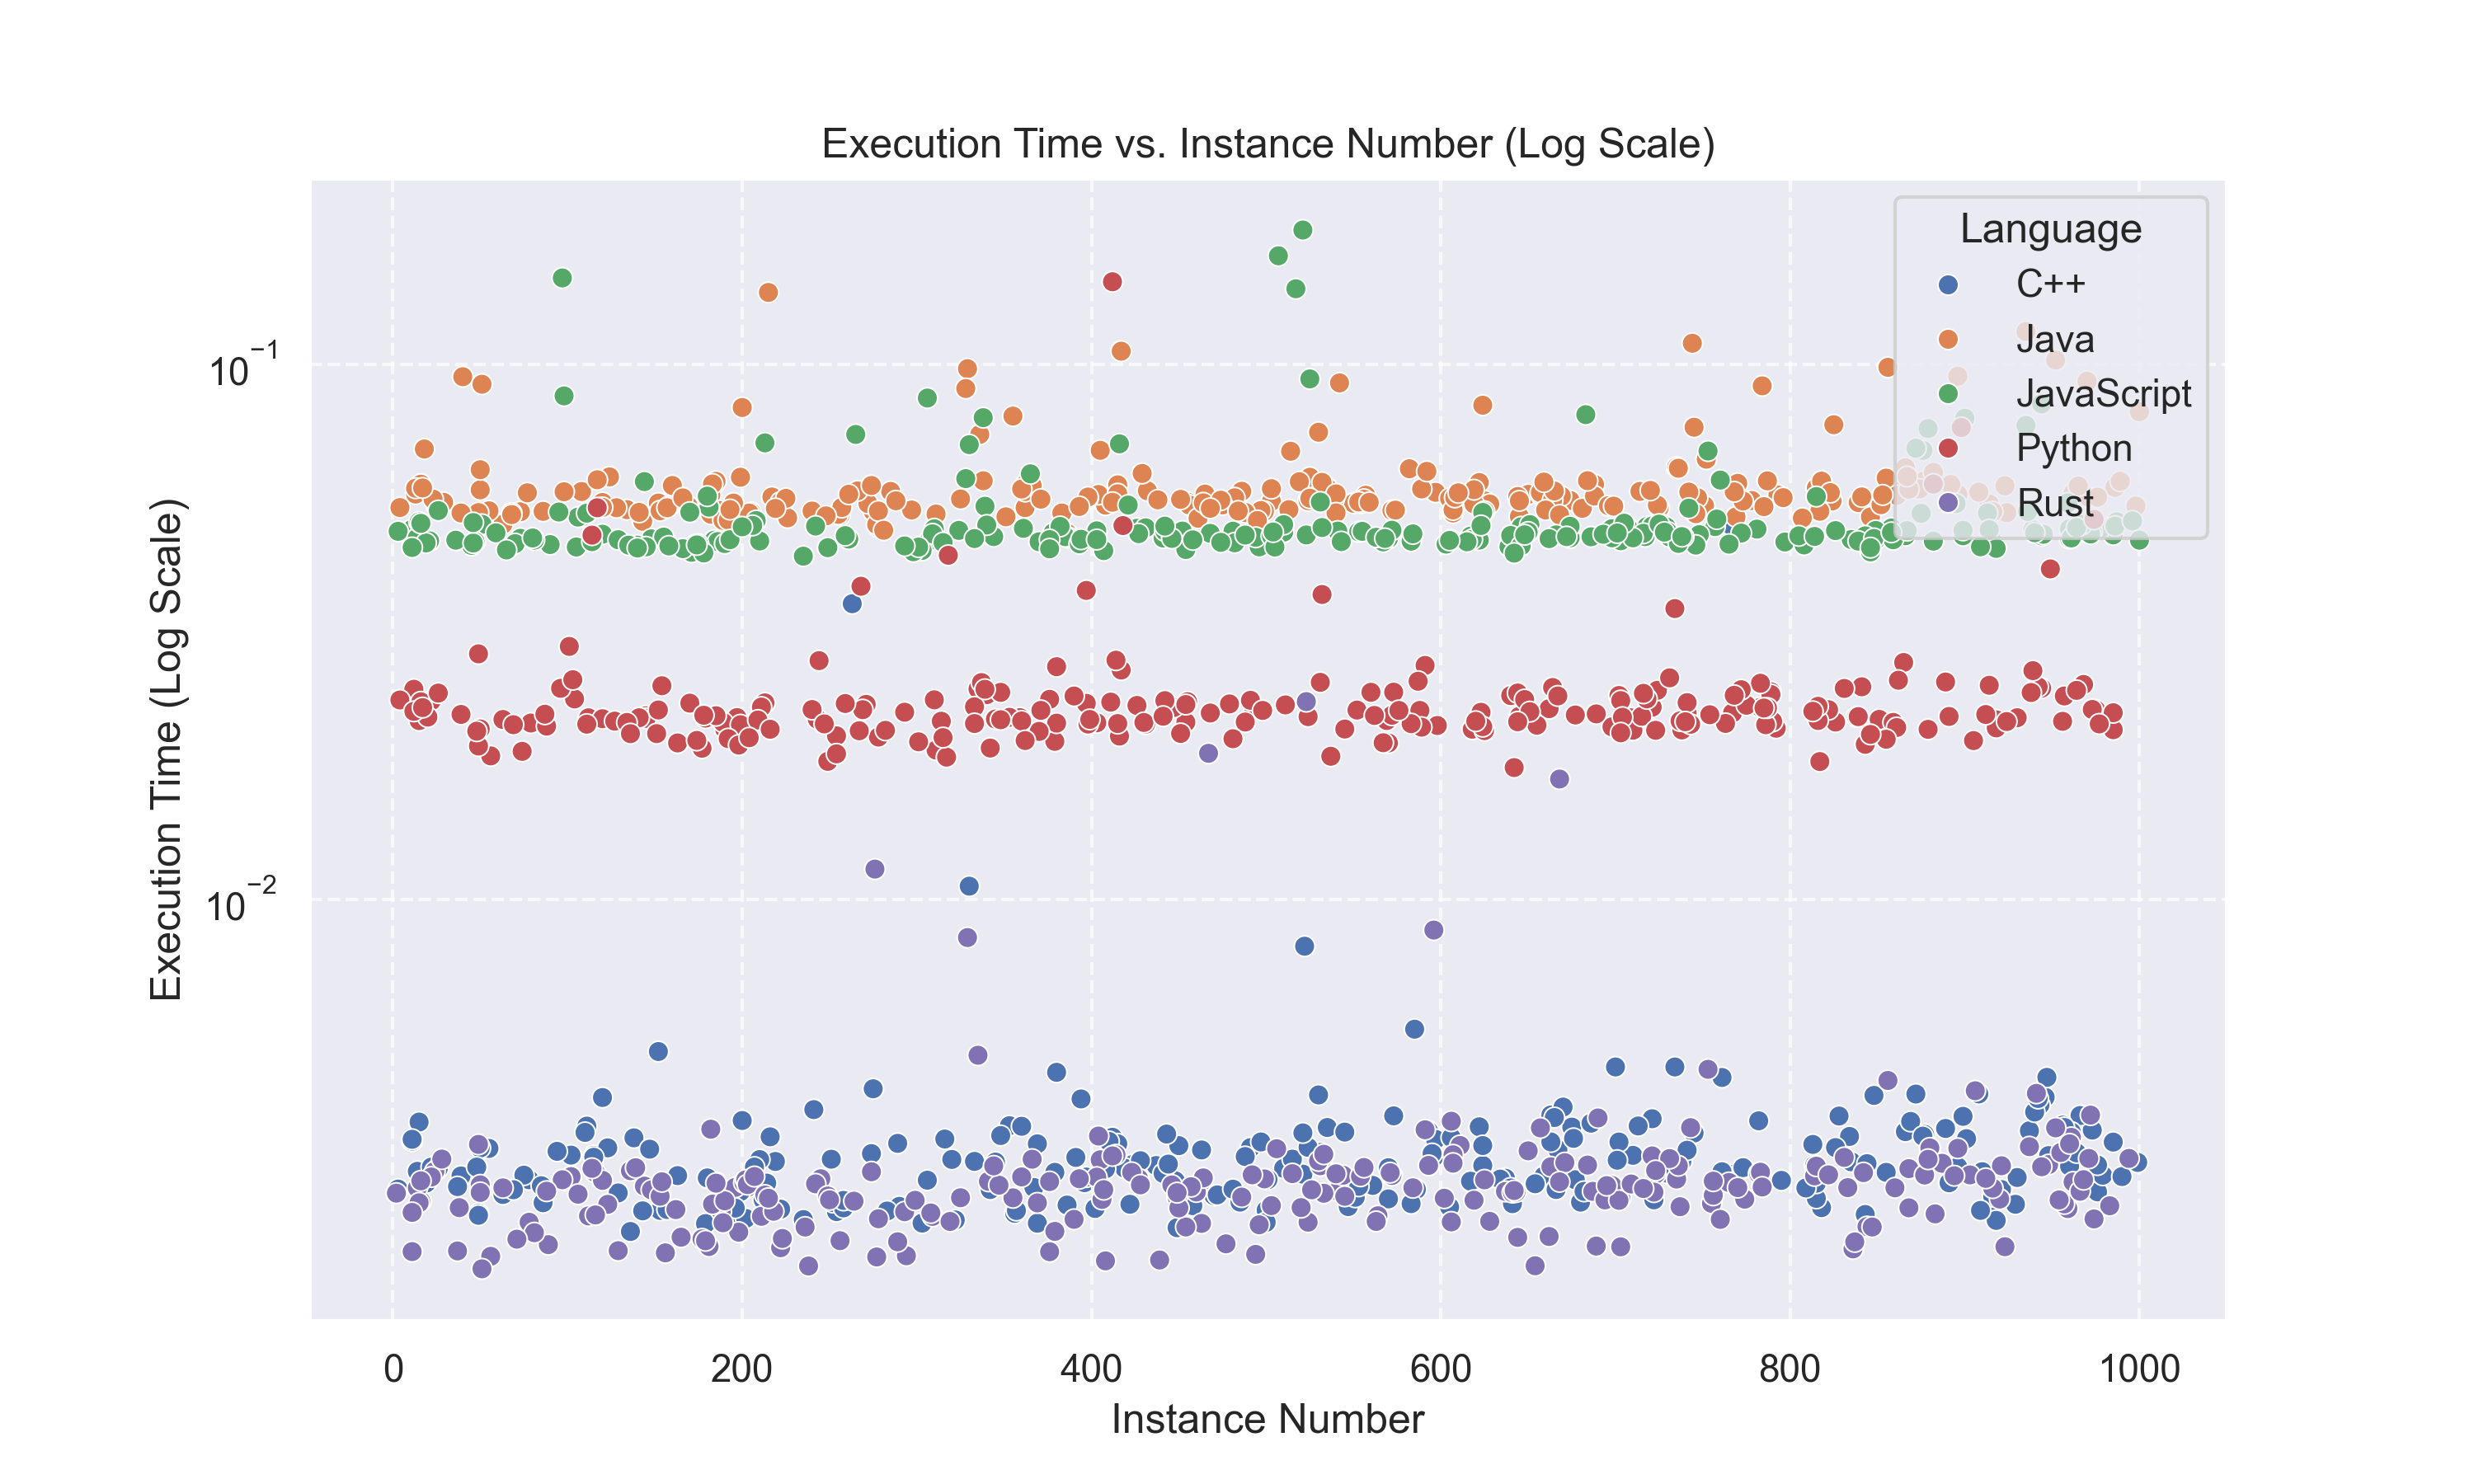 Execution Time vs. Instance Number (Log Scale)
Language
C++
Java
JavaScript
Python
Rust
Execution Time (Log Scale)
10⁻¹
10⁻²
0 200 400 600 800 1000
Instance Number